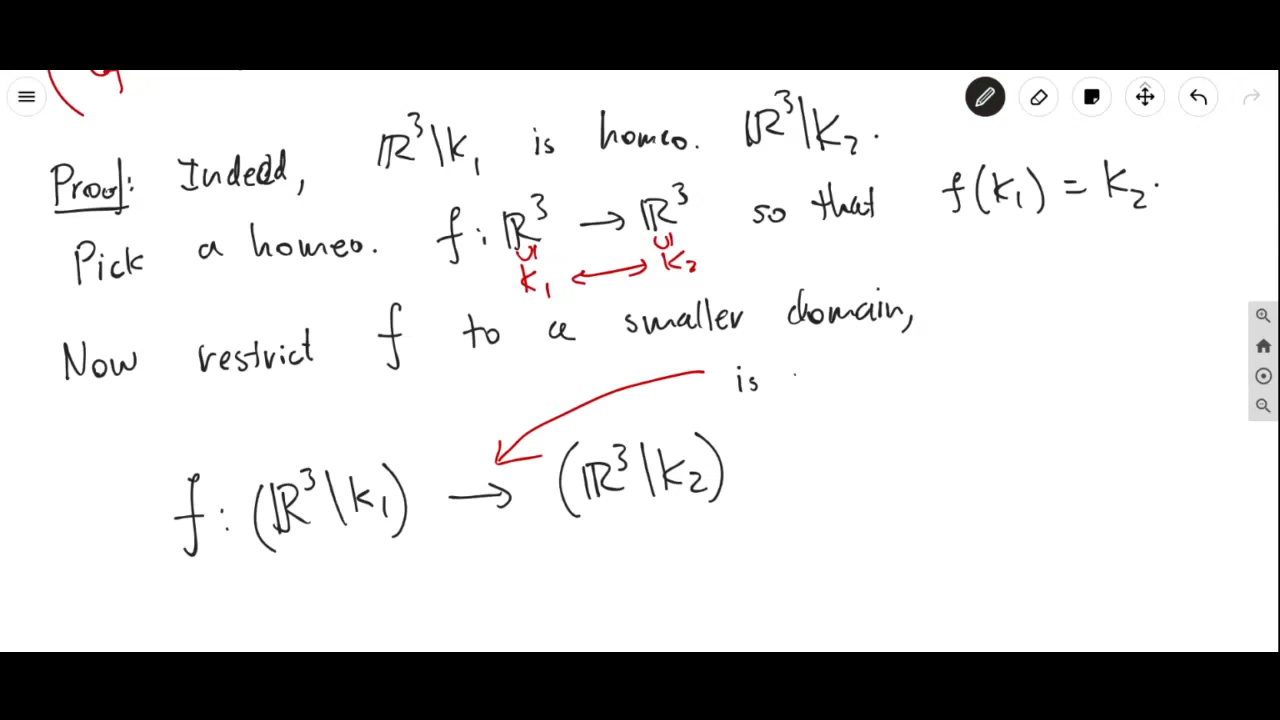 Proof: Indeed, ℝ³\K₁ is homeo. ℝ³\K₂.
Pick a homeo. f : ℝ³ → ℝ³ so that f(K₁) = K₂.
∪| ∪|
K₁ ↔ K₂
Now restrict f to a smaller domain,
is
f : (ℝ³\K₁) → (ℝ³\K₂)